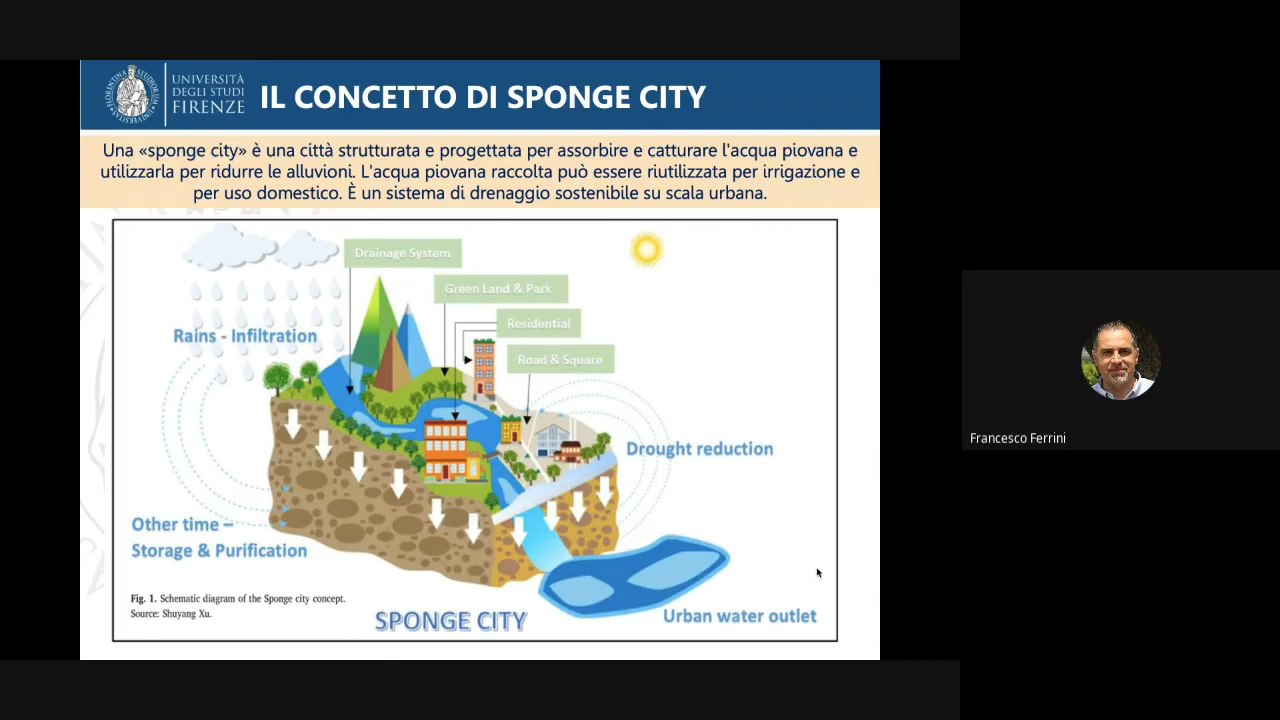 UNIVERSITÀ
DEGLI STUDI
FIRENZE
IL CONCETTO DI SPONGE CITY
Una «sponge city» è una città strutturata e progettata per assorbire e catturare l'acqua piovana e
utilizzarla per ridurre le alluvioni. L'acqua piovana raccolta può essere riutilizzata per irrigazione e
per uso domestico. È un sistema di drenaggio sostenibile su scala urbana.
Drainage System
Green Land & Park
Residential
Road & Square
Rains - Infiltration
Drought reduction
Other time –
Storage & Purification
Fig. 1. Schematic diagram of the Sponge city concept.
Source: Shuyang Xu.
SPONGE CITY
Urban water outlet
Francesco Ferrini